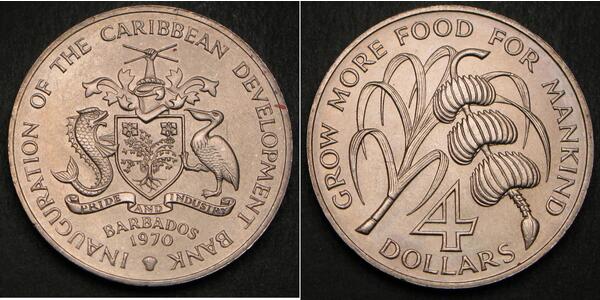 INAUGURATION OF THE CARIBBEAN DEVELOPMENT BANK
PRIDE AND INDUSTRY
BARBADOS
1970
GROW MORE FOOD FOR MANKIND
4
DOLLARS